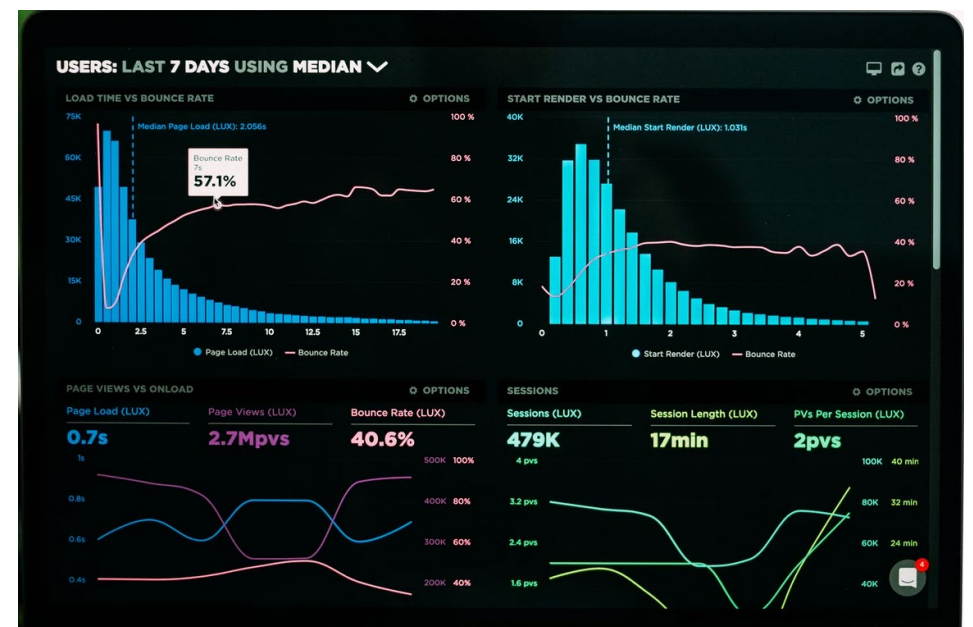 USERS: LAST 7 DAYS USING MEDIAN
LOAD TIME VS BOUNCE RATE
OPTIONS
75K
60K
45K
30K
15K
0
Median Page Load (LUX): 2.056s
Bounce Rate
7s
57.1%
100 %
80 %
60 %
40 %
20 %
0 %
0 2.5 5 7.5 10 12.5 15 17.5
Page Load (LUX) Bounce Rate
START RENDER VS BOUNCE RATE
OPTIONS
?
40K
32K
24K
16K
8K
0
Median Start Render (LUX): 1.031s
100 %
80 %
60 %
40 %
20 %
0 %
0 1 2 3 4 5
Start Render (LUX) Bounce Rate
PAGE VIEWS VS ONLOAD
OPTIONS
Page Load (LUX) Page Views (LUX) Bounce Rate (LUX)
0.7s 2.7Mpvs 40.6%
1s
0.8s
0.6s
0.4s
500K 100%
400K 80%
300K 60%
200K 40%
SESSIONS
OPTIONS
Sessions (LUX) Session Length (LUX) PVs Per Session (LUX)
479K 17min 2pvs
4 pvs
3.2 pvs
2.4 pvs
1.6 pvs
100K 40 min
80K 32 min
60K 24 min
40K
4